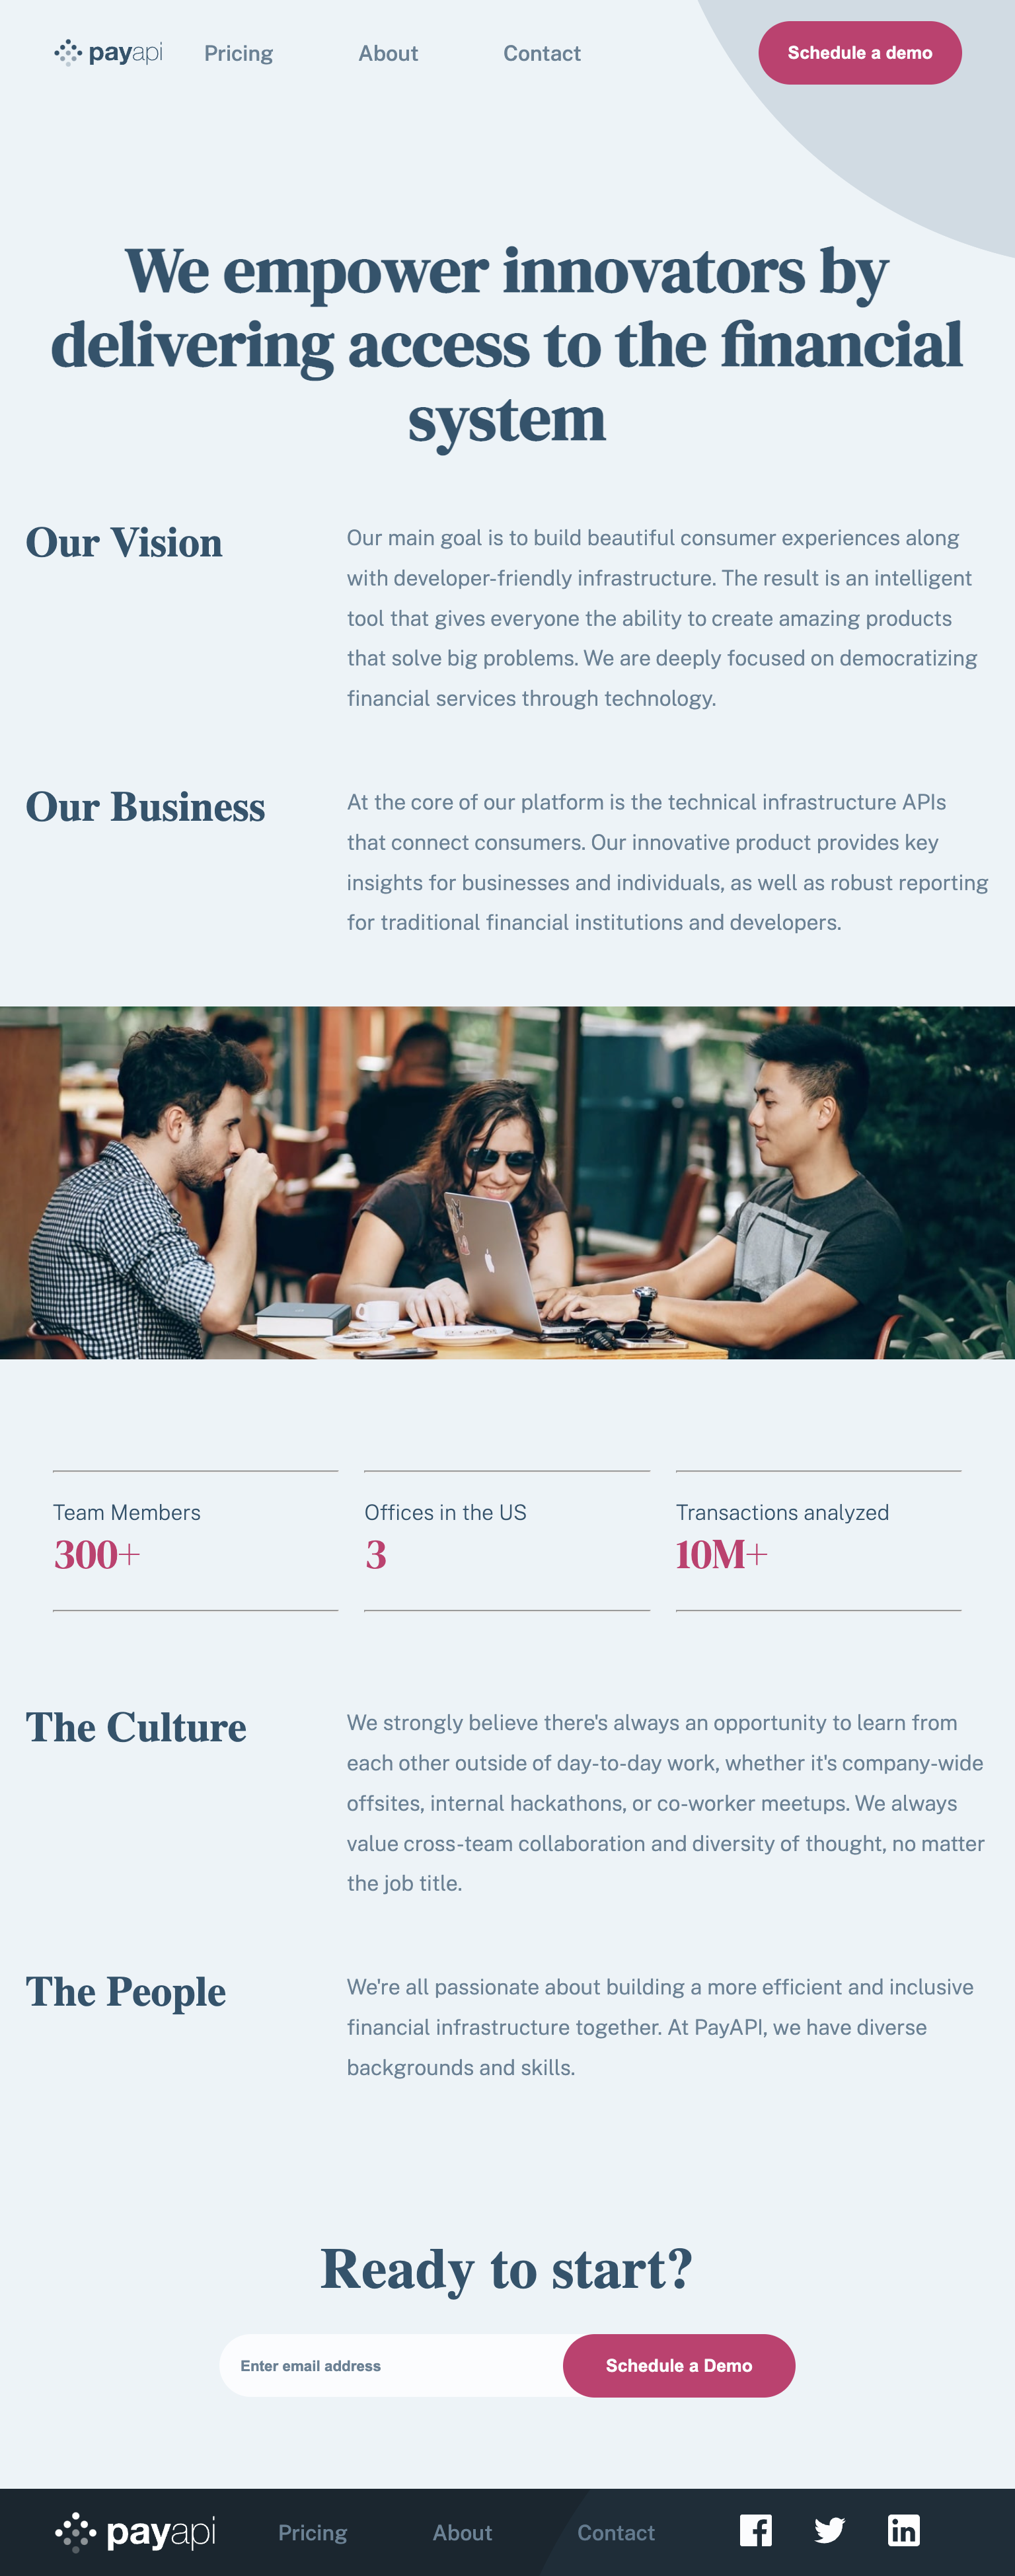 payapi Pricing About Contact Schedule a demo
We empower innovators by
delivering access to the financial
system
Our Vision
Our main goal is to build beautiful consumer experiences along
with developer-friendly infrastructure. The result is an intelligent
tool that gives everyone the ability to create amazing products
that solve big problems. We are deeply focused on democratizing
financial services through technology.
Our Business
At the core of our platform is the technical infrastructure APIs
that connect consumers. Our innovative product provides key
insights for businesses and individuals, as well as robust reporting
for traditional financial institutions and developers.
Team Members
300+
Offices in the US
3
Transactions analyzed
10M+
The Culture
We strongly believe there's always an opportunity to learn from
each other outside of day-to-day work, whether it's company-wide
offsites, internal hackathons, or co-worker meetups. We always
value cross-team collaboration and diversity of thought, no matter
the job title.
The People
We're all passionate about building a more efficient and inclusive
financial infrastructure together. At PayAPI, we have diverse
backgrounds and skills.
Ready to start?
Enter email address Schedule a Demo
payapi Pricing About Contact